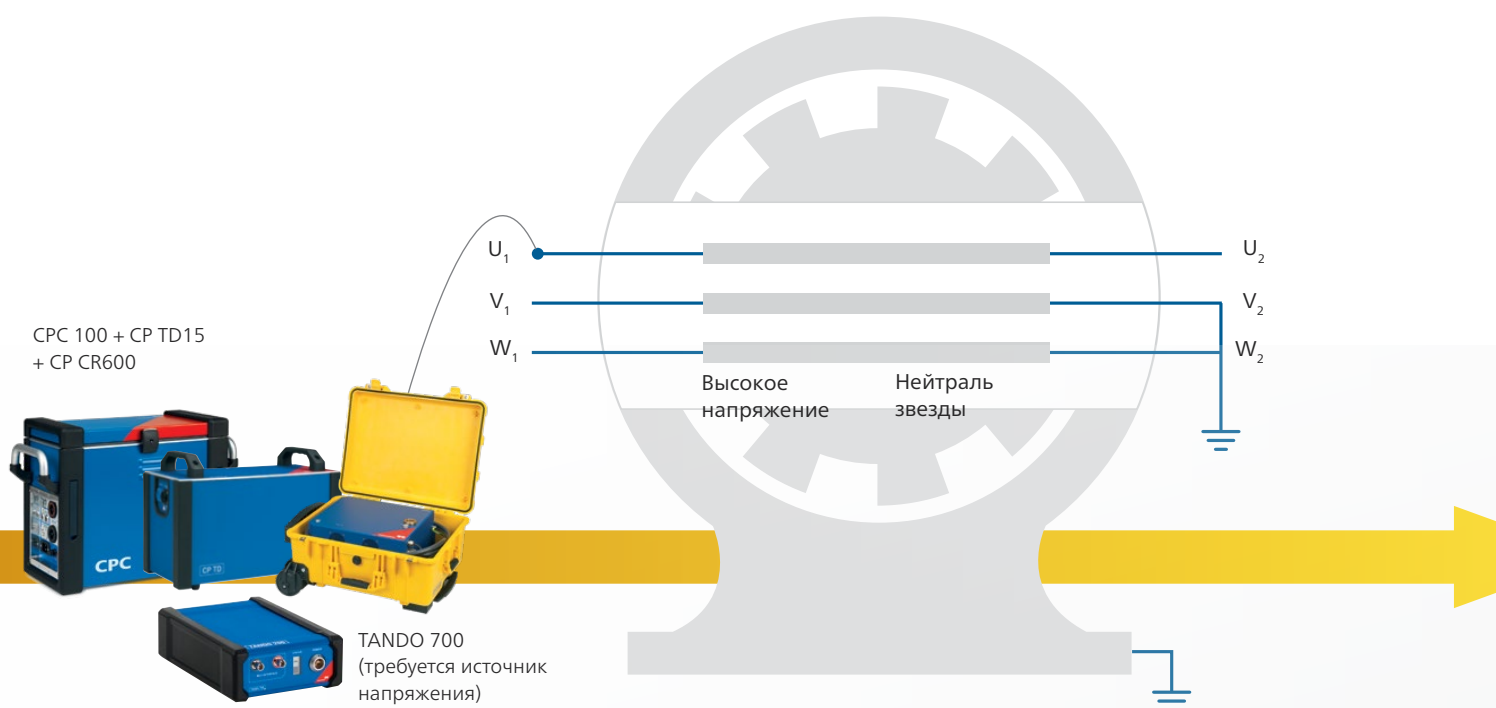 U1
U2
V1
V2
W1
W2
Высокое
напряжение
Нейтраль
звезды
CPC 100 + CP TD15
+ CP CR600
CPC
CP TD
TANDO 700
TANDO 700
(требуется источник
напряжения)